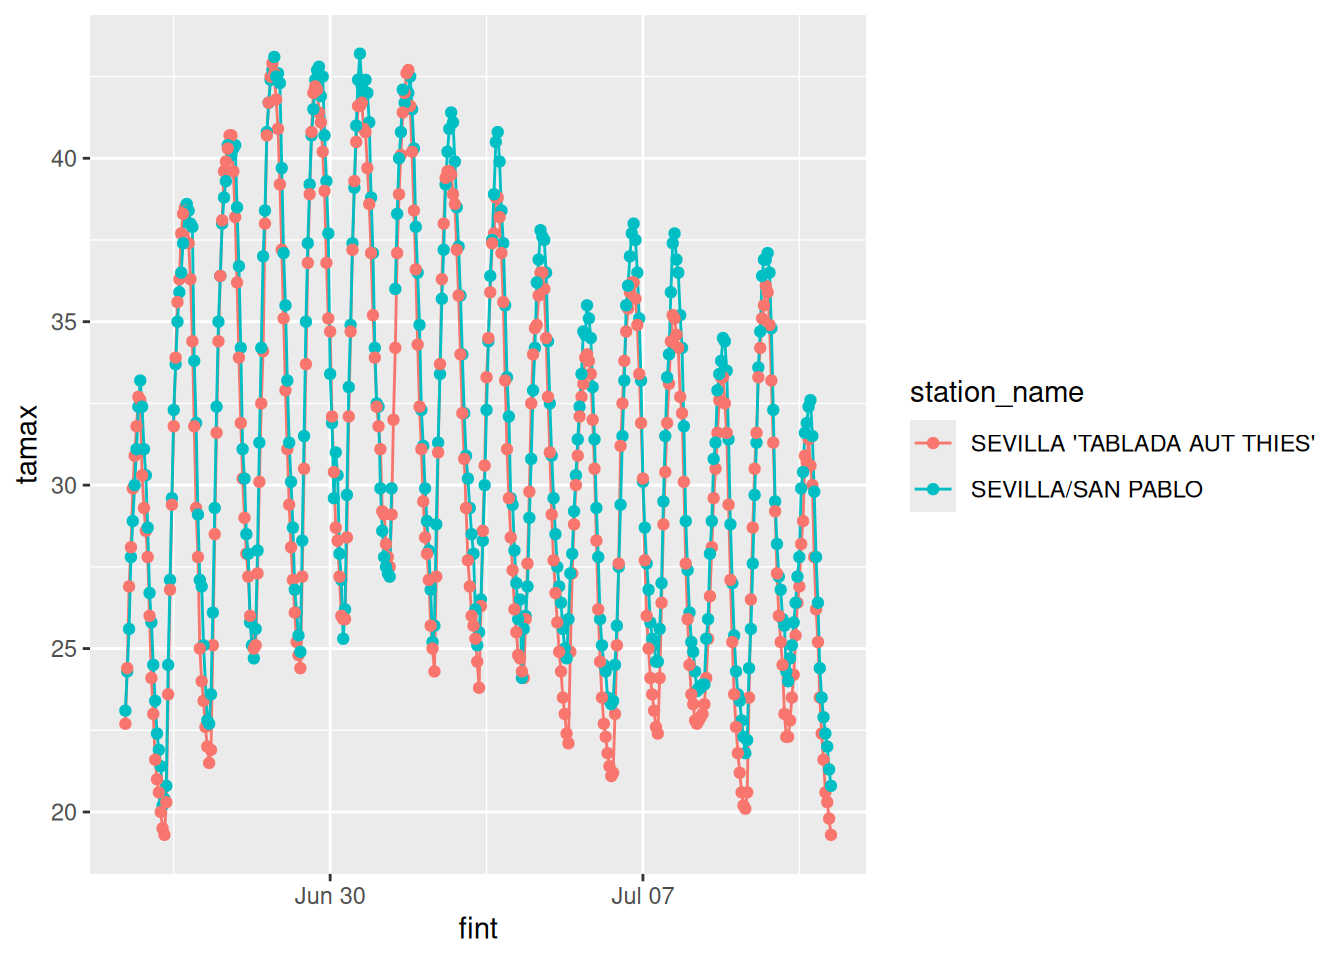 tamax
40
35
30
25
20
Jun 30
Jul 07
fint
station_name
SEVILLA 'TABLADA AUT THIES'
SEVILLA/SAN PABLO